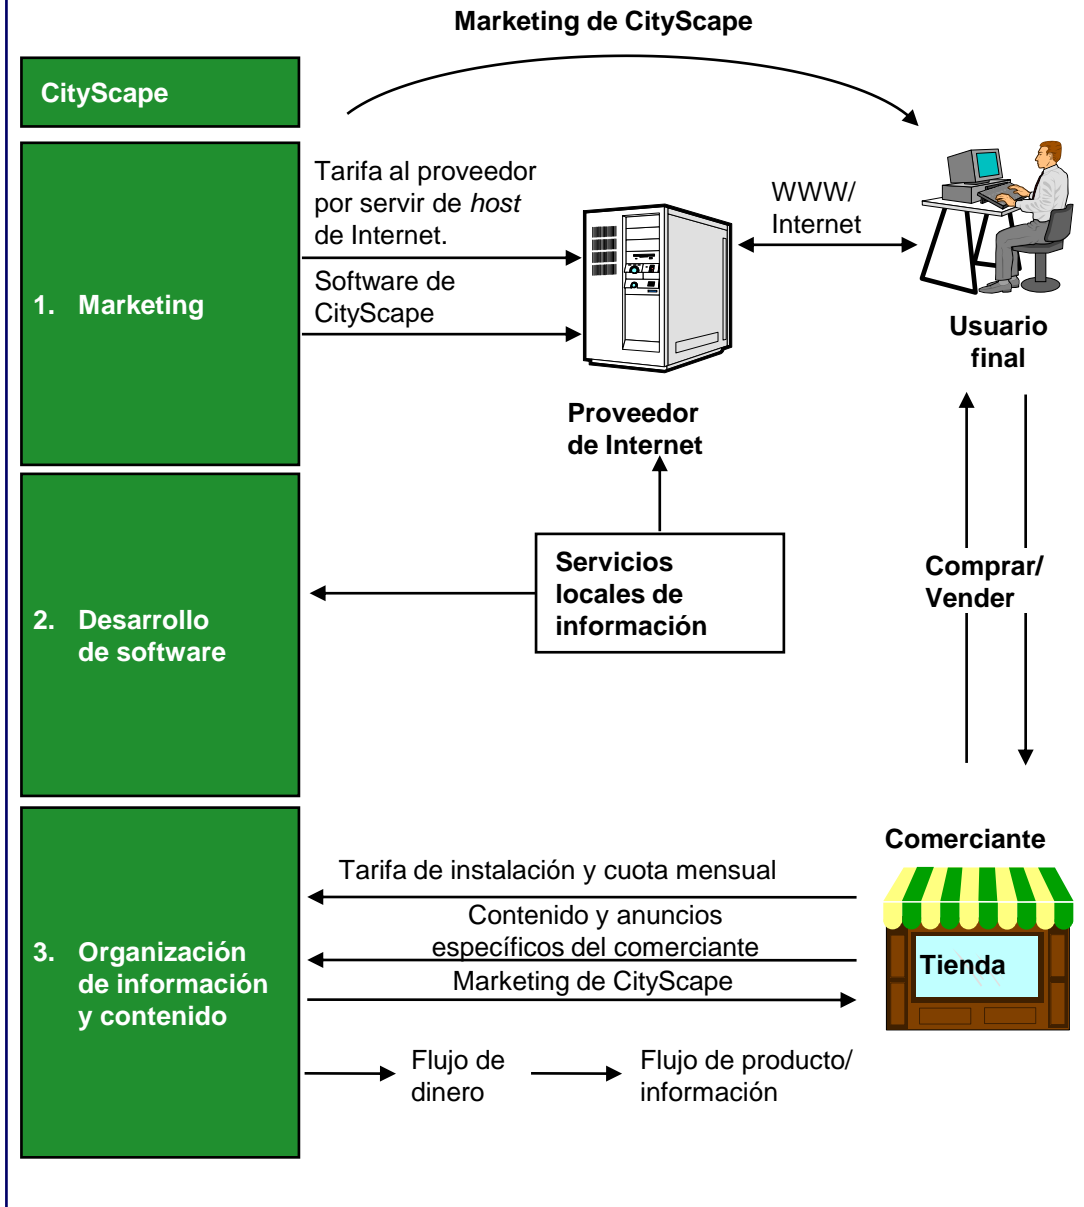 Marketing de CityScape
CityScape
Tarifa al proveedor
por servir de host
de Internet.
WWW/
Internet
Software de
CityScape
1. Marketing
Usuario
final
Proveedor
de Internet
Servicios
locales de
información
Comprar/
Vender
2. Desarrollo
de software
Comerciante
Tarifa de instalación y cuota mensual
Contenido y anuncios
específicos del comerciante
Marketing de CityScape
Tienda
3. Organización
de información
y contenido
Flujo de
dinero
Flujo de producto/
información